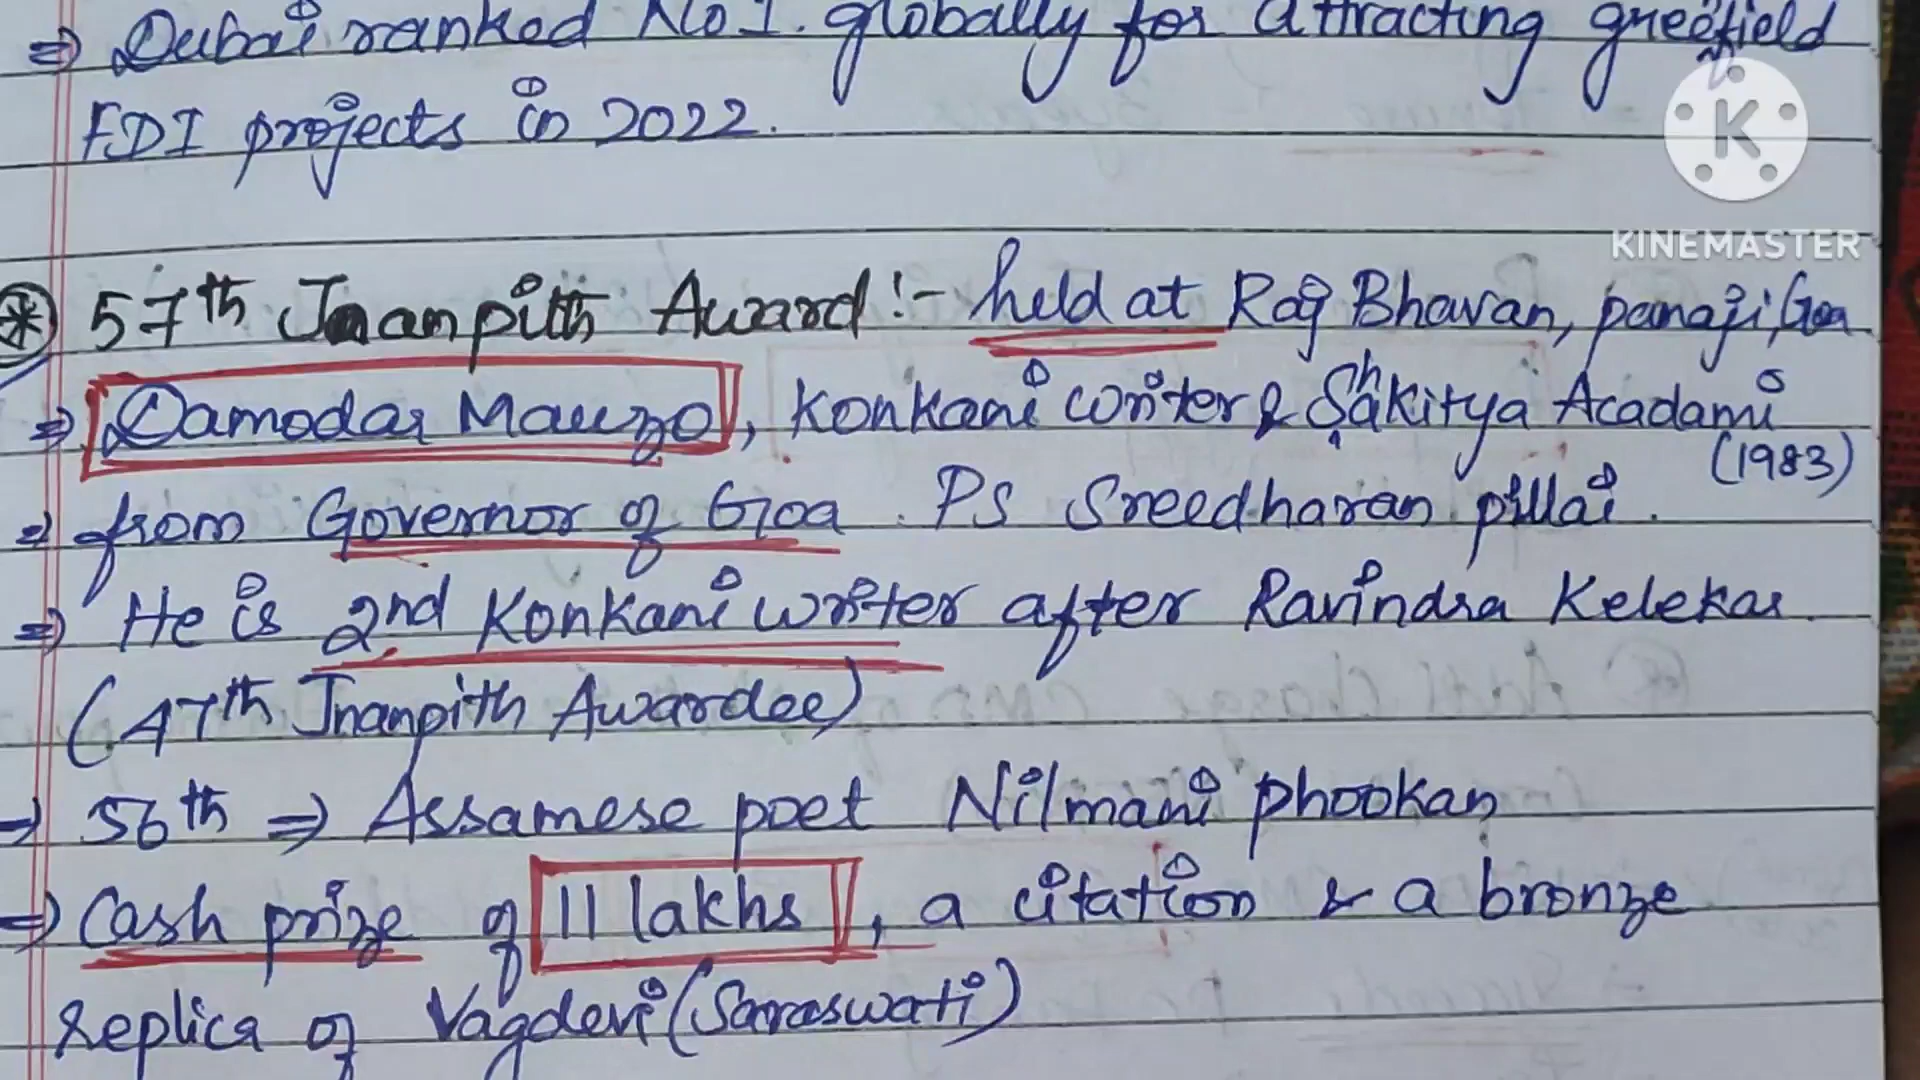 ⇒ Dubai ranked No 1. globally for attracting greefield
FDI projects in 2022.
K
KINEMASTER
* 57th Jnanpith Award :- held at Raj Bhavan, panaji, Goa
⇒ Damodar Mauzo, Konkani writer & Sahkitya Acadami
(1983)
⇒ from Governor of Goa. PS Sreedharan pillai.
⇒ He is 2nd Konkani writer after Ravindra Kelekar.
(47th Jnanpith Awardee)
⇒ 56th ⇒ Assamese poet Nilmani phookan
⇒ Cash prize of 11 lakhs, a citation & a bronze
replica of Vagdevi (Saraswati)